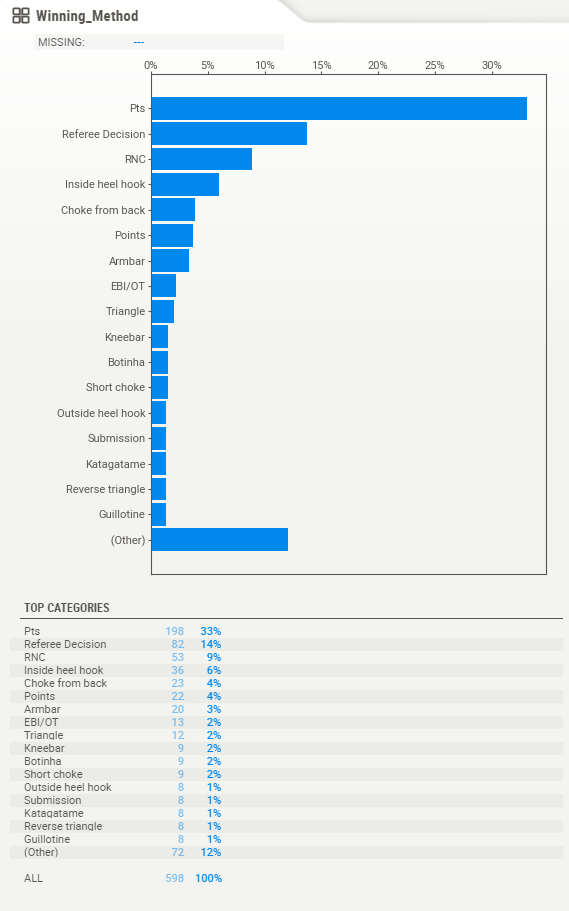 Winning_Method
MISSING: ---
0% 5% 10% 15% 20% 25% 30%
Pts
Referee Decision
RNC
Inside heel hook
Choke from back
Points
Armbar
EBI/OT
Triangle
Kneebar
Botinha
Short choke
Outside heel hook
Submission
Katagatame
Reverse triangle
Guillotine
(Other)
TOP CATEGORIES
Pts 198 33%
Referee Decision 82 14%
RNC 53 9%
Inside heel hook 36 6%
Choke from back 23 4%
Points 22 4%
Armbar 20 3%
EBI/OT 13 2%
Triangle 12 2%
Kneebar 9 2%
Botinha 9 2%
Short choke 9 2%
Outside heel hook 8 1%
Submission 8 1%
Katagatame 8 1%
Reverse triangle 8 1%
Guillotine 8 1%
(Other) 72 12%
ALL 598 100%